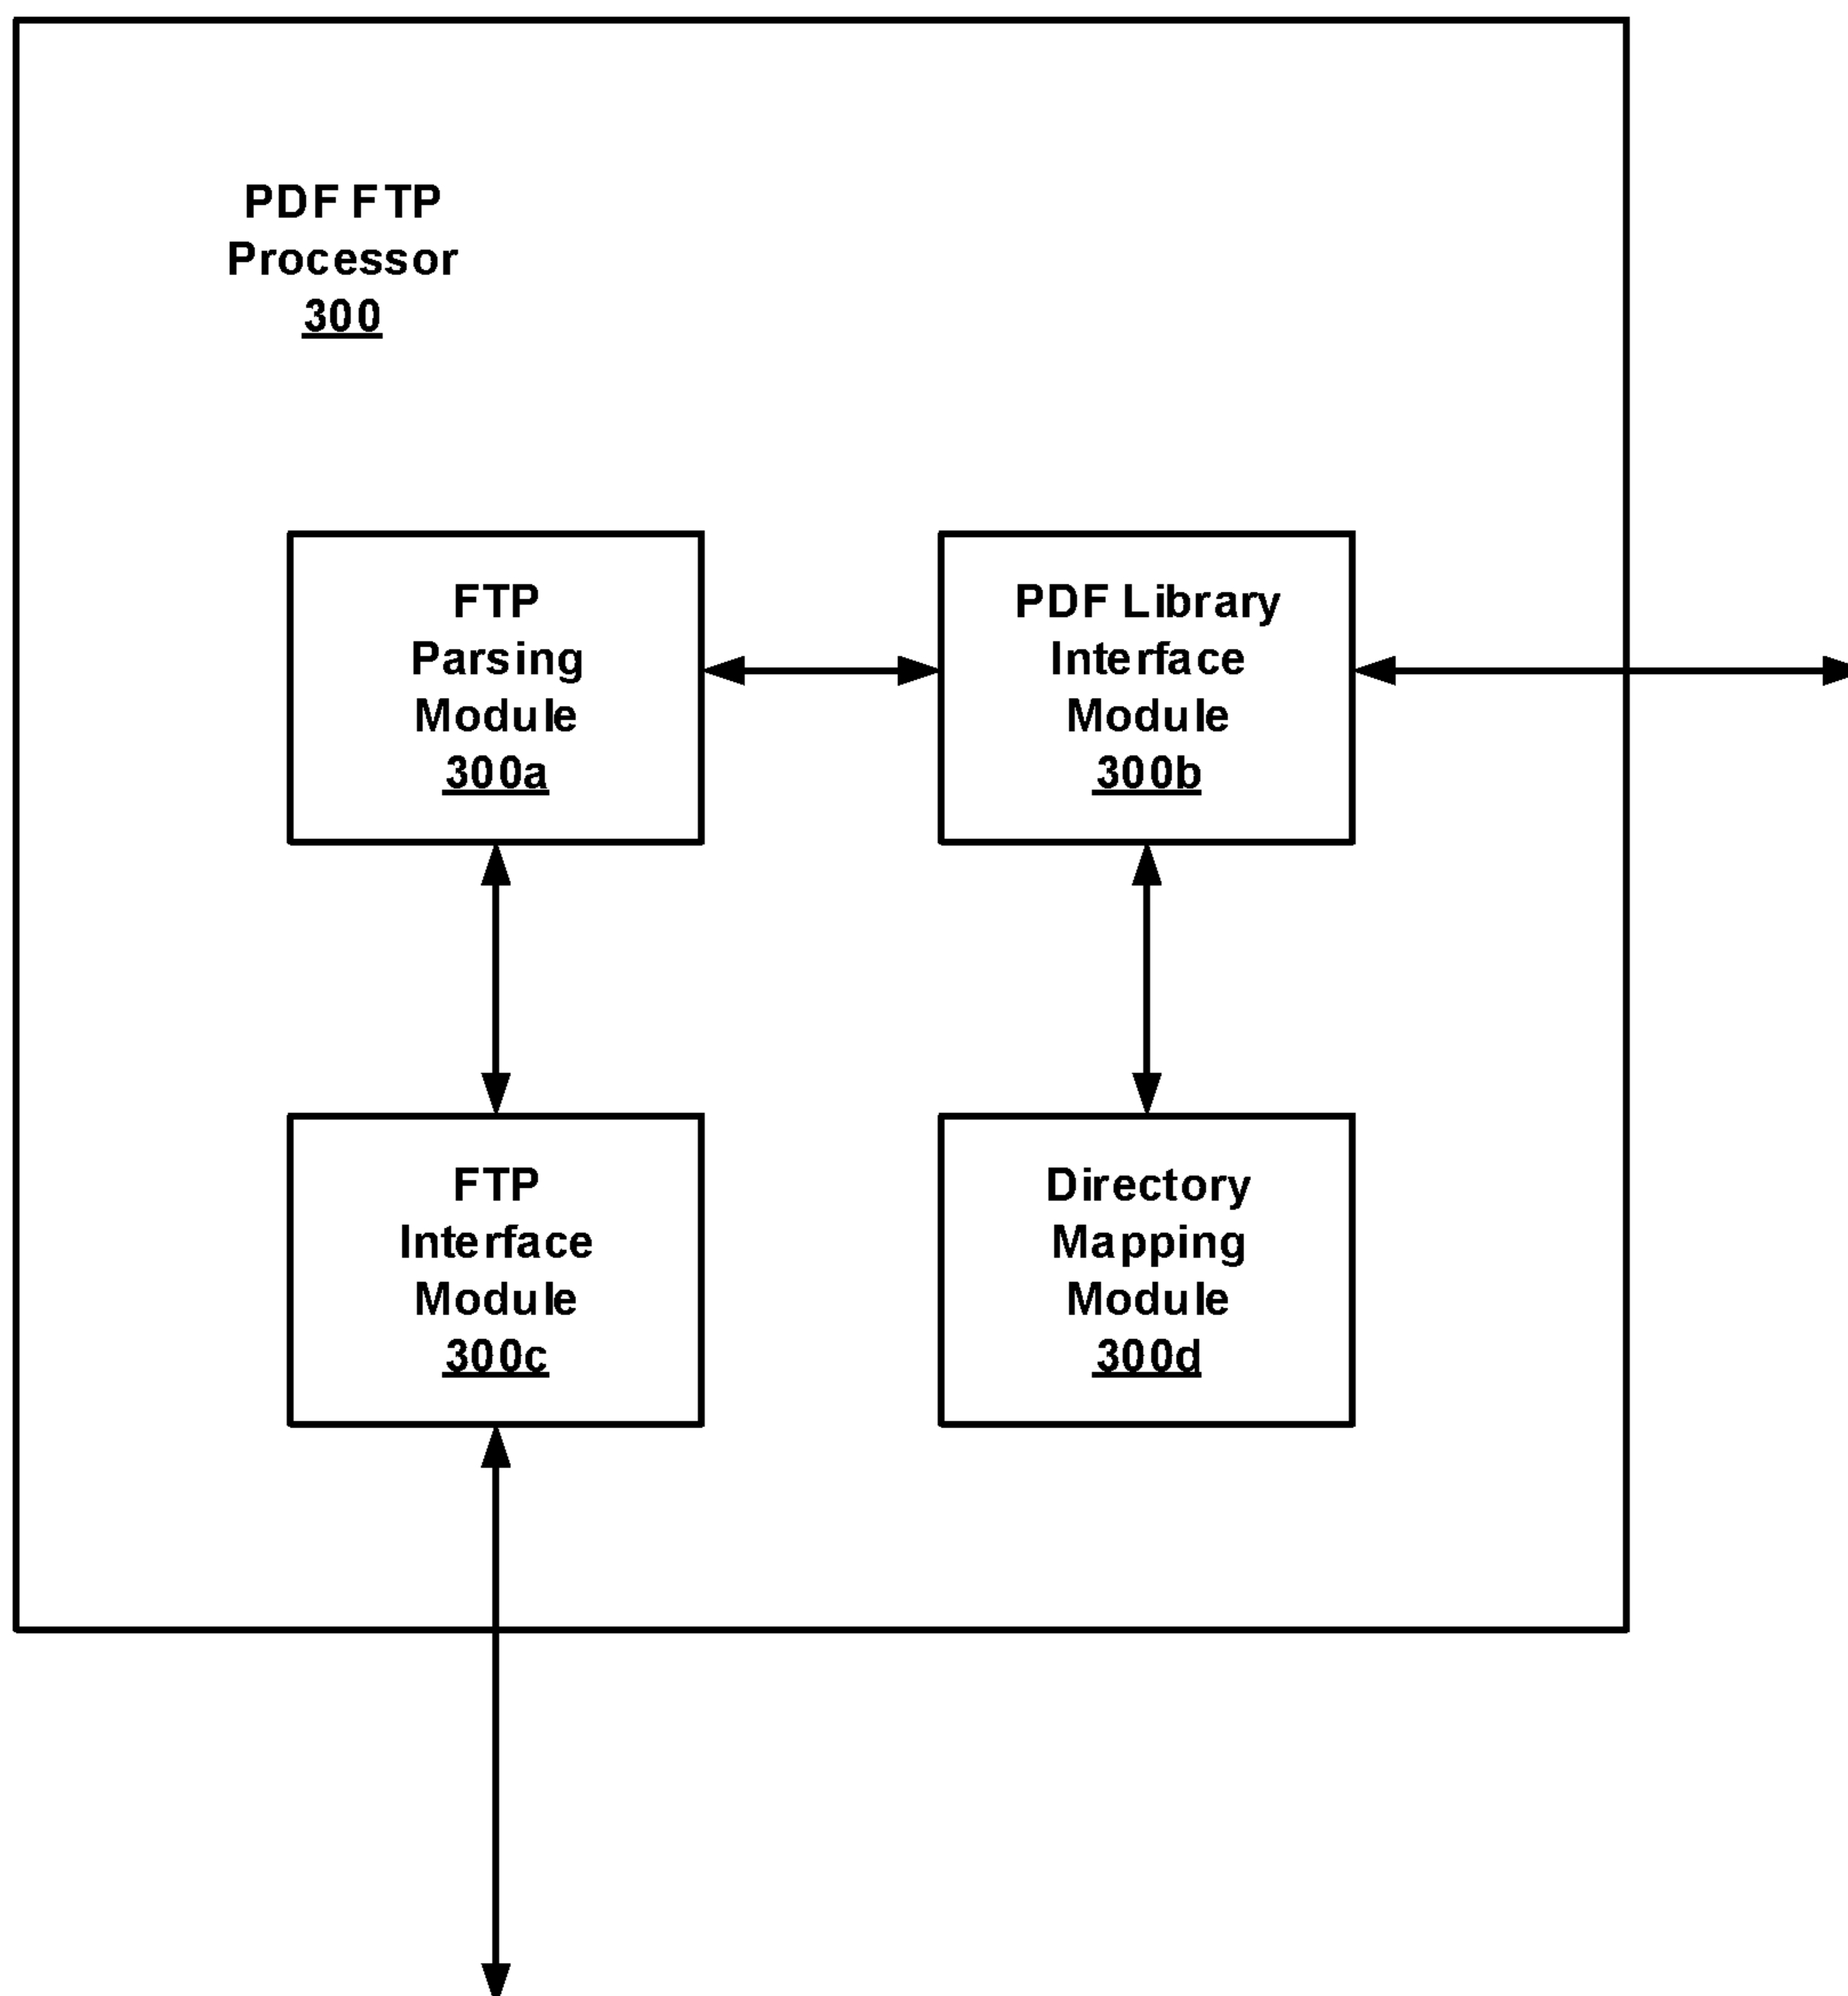 PDF FTP
Processor
300
FTP
Parsing
Module
300a
PDF Library
Interface
Module
300b
FTP
Interface
Module
300c
Directory
Mapping
Module
300d